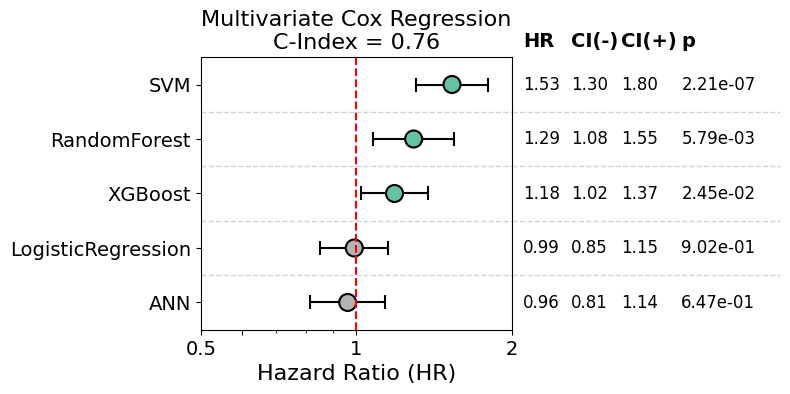 Multivariate Cox Regression
C-Index = 0.76
HR CI(-) CI(+) p
SVM 1.53 1.30 1.80 2.21e-07
RandomForest 1.29 1.08 1.55 5.79e-03
XGBoost 1.18 1.02 1.37 2.45e-02
LogisticRegression 0.99 0.85 1.15 9.02e-01
ANN 0.96 0.81 1.14 6.47e-01
0.5 1 2
Hazard Ratio (HR)